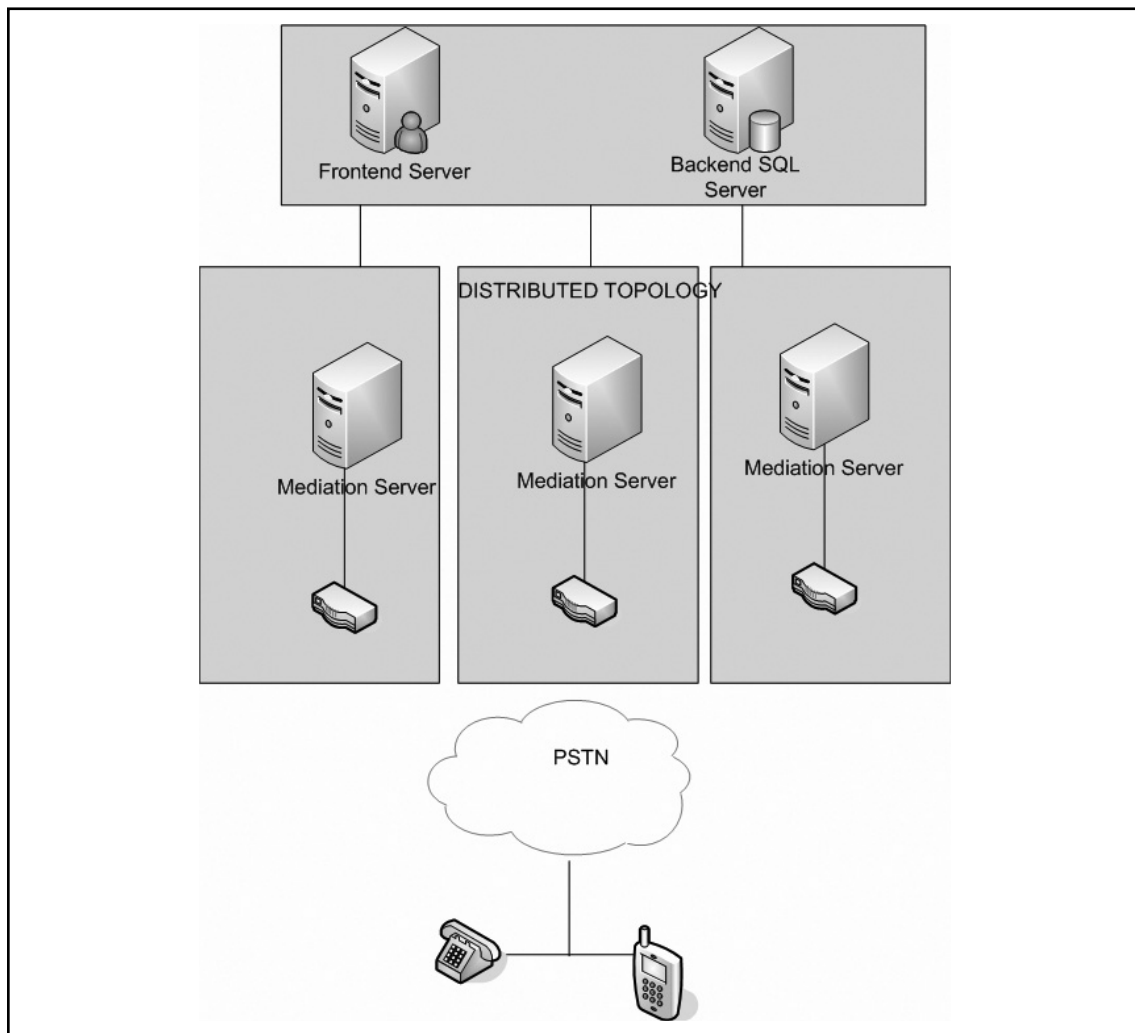 Frontend Server
Backend SQL
Server
DISTRIBUTED TOPOLOGY
Mediation Server
Mediation Server
Mediation Server
PSTN